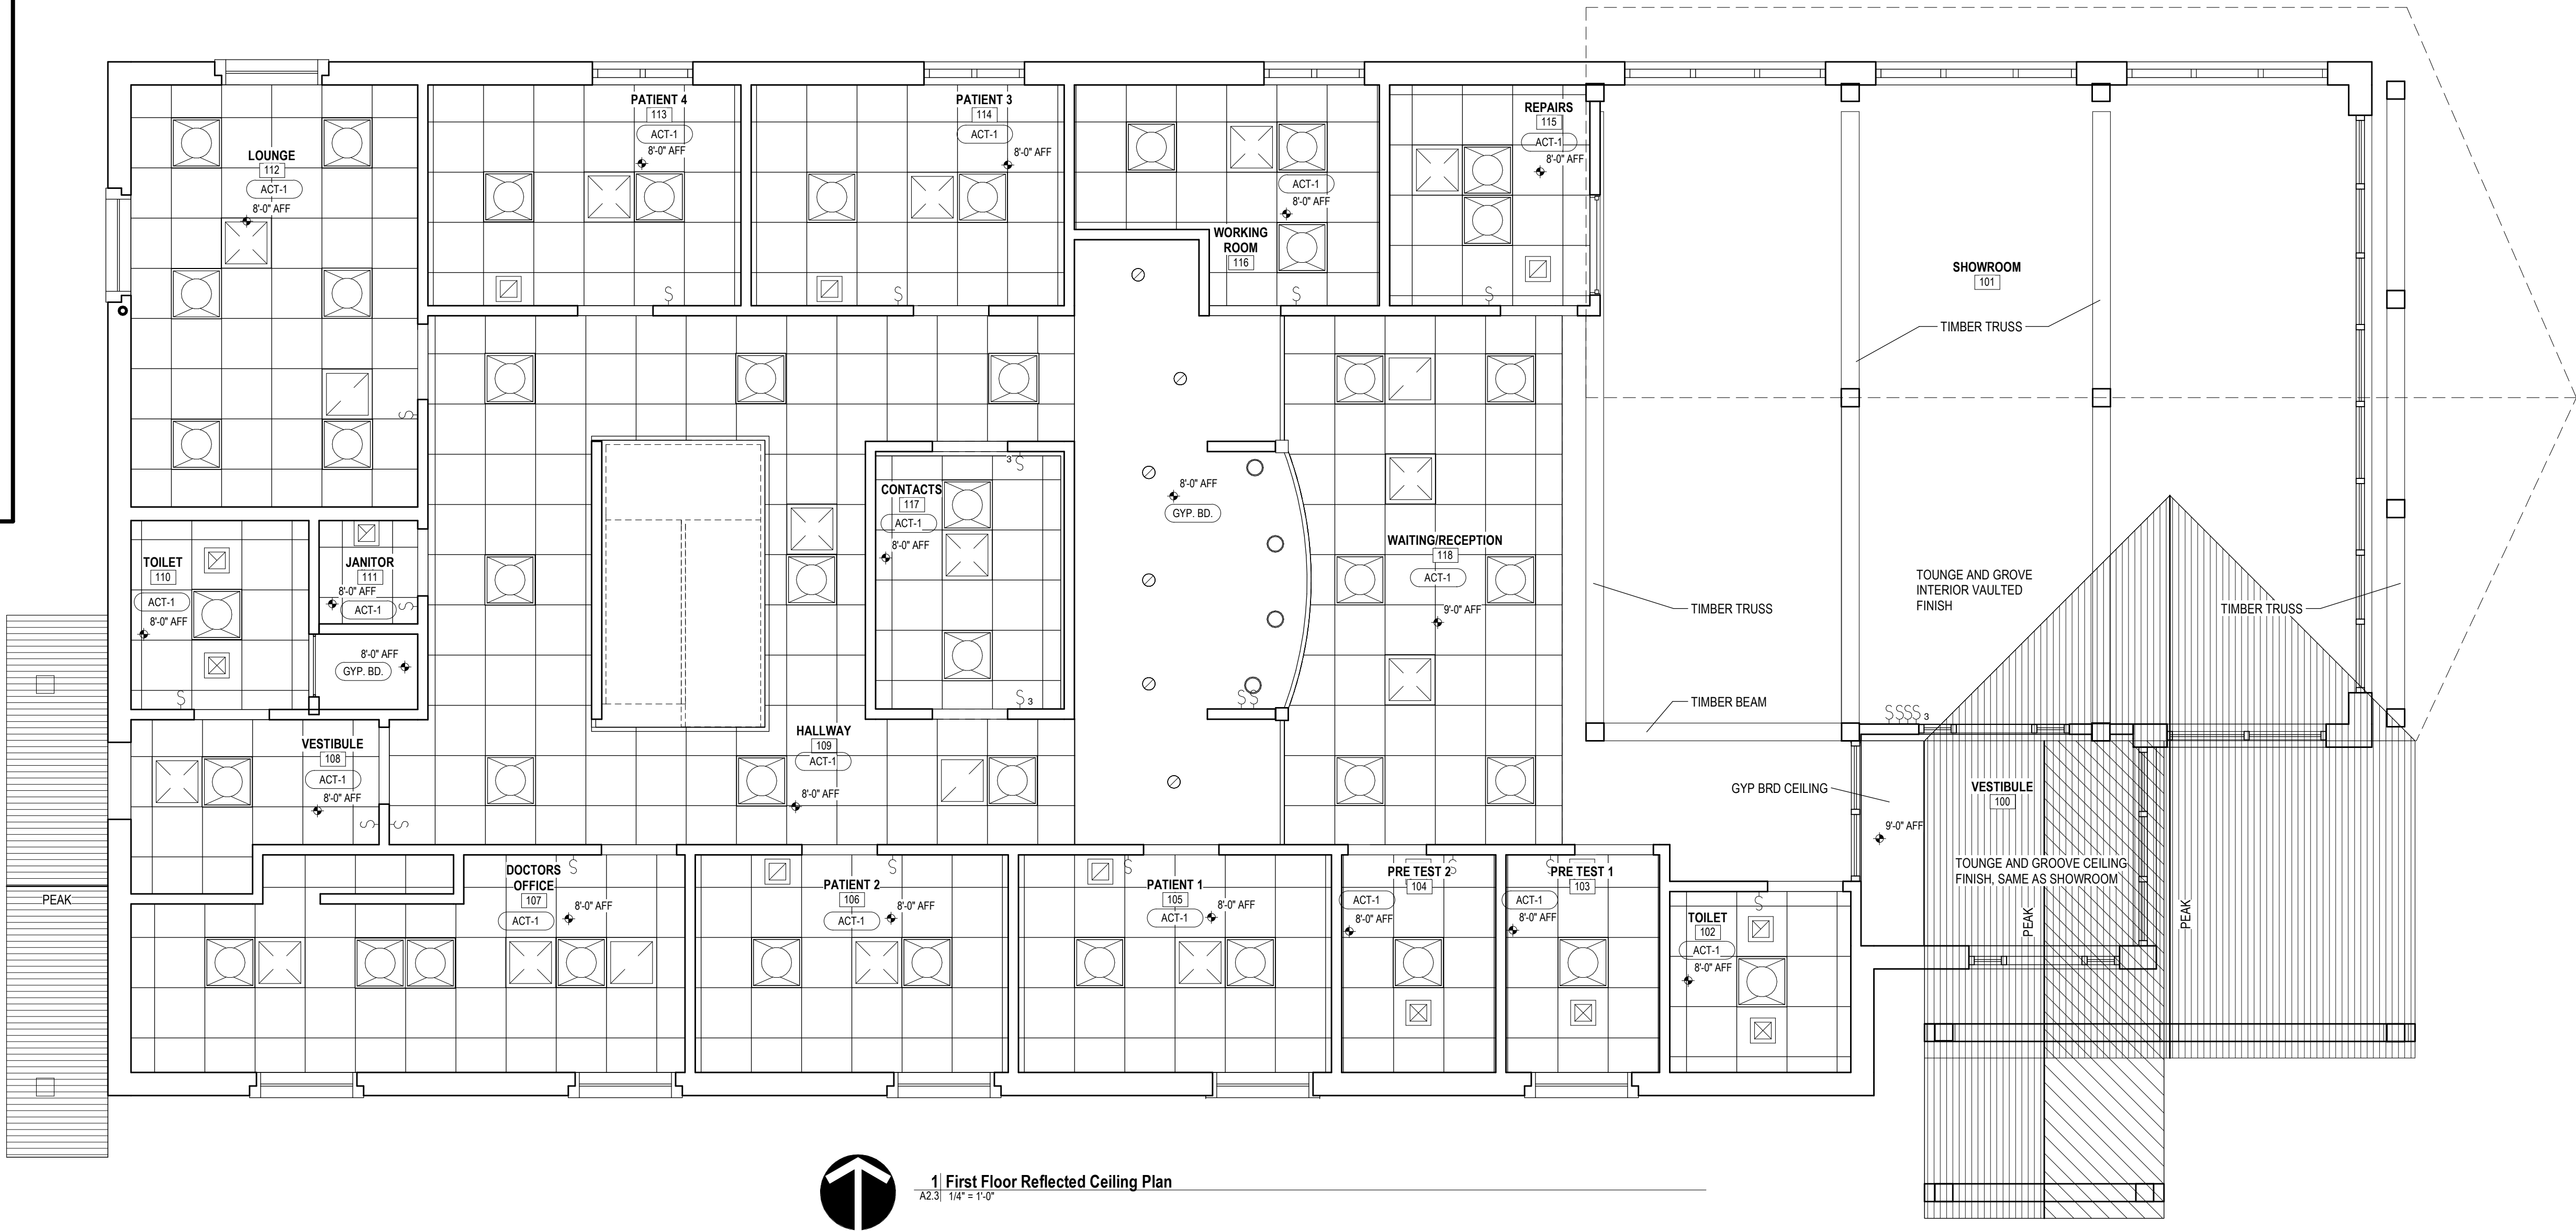 PATIENT 4
113
ACT-1
8'-0" AFF
PATIENT 3
114
ACT-1
8'-0" AFF
REPAIRS
115
ACT-1
8'-0" AFF
LOUNGE
112
ACT-1
8'-0" AFF
ACT-1
8'-0" AFF
WORKING
ROOM
116
SHOWROOM
101
TIMBER TRUSS
CONTACTS
117
ACT-1
8'-0" AFF
3
3
8'-0" AFF
GYP. BD.
WAITING/RECEPTION
118
ACT-1
9'-0" AFF
TOILET
110
ACT-1
8'-0" AFF
JANITOR
111
8'-0" AFF
ACT-1
8'-0" AFF
GYP. BD.
TOUNGE AND GROVE
INTERIOR VAULTED
FINISH
TIMBER TRUSS
TIMBER TRUSS
TIMBER BEAM
3
VESTIBULE
108
ACT-1
8'-0" AFF
HALLWAY
109
ACT-1
8'-0" AFF
GYP BRD CEILING
VESTIBULE
100
9'-0" AFF
TOUNGE AND GROOVE CEILING
FINISH, SAME AS SHOWROOM
PEAK
PEAK
PEAK
DOCTORS
OFFICE
107
ACT-1
8'-0" AFF
PATIENT 2
106
ACT-1
8'-0" AFF
PATIENT 1
105
ACT-1
8'-0" AFF
PRE TEST 2
104
ACT-1
8'-0" AFF
PRE TEST 1
103
ACT-1
8'-0" AFF
TOILET
102
ACT-1
8'-0" AFF
1 First Floor Reflected Ceiling Plan
A2.3 1/4" = 1'-0"